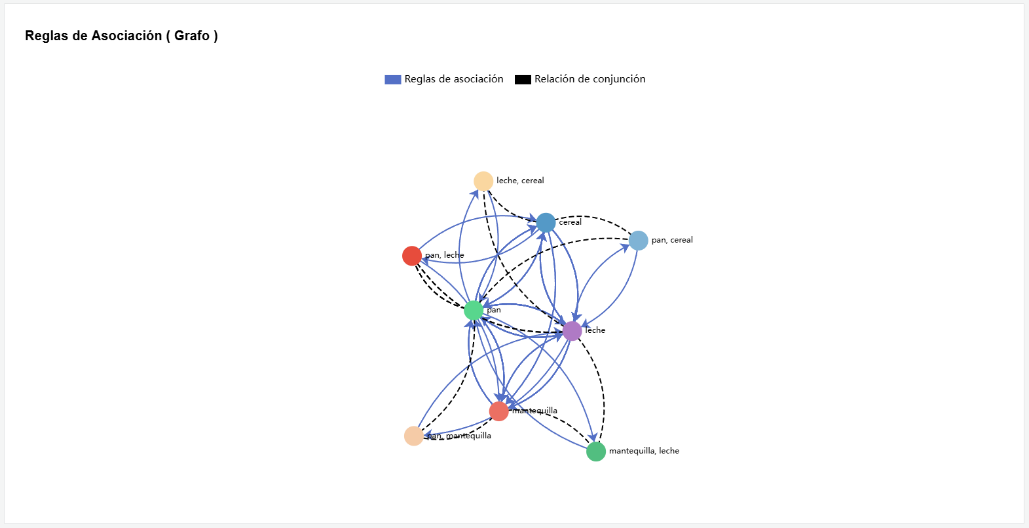 Reglas de Asociación ( Grafo )
Reglas de asociación
Relación de conjunción
leche, cereal
cereal
pan, cereal
pan, leche
pan
leche
mantequilla
pan, mantequilla
mantequilla, leche